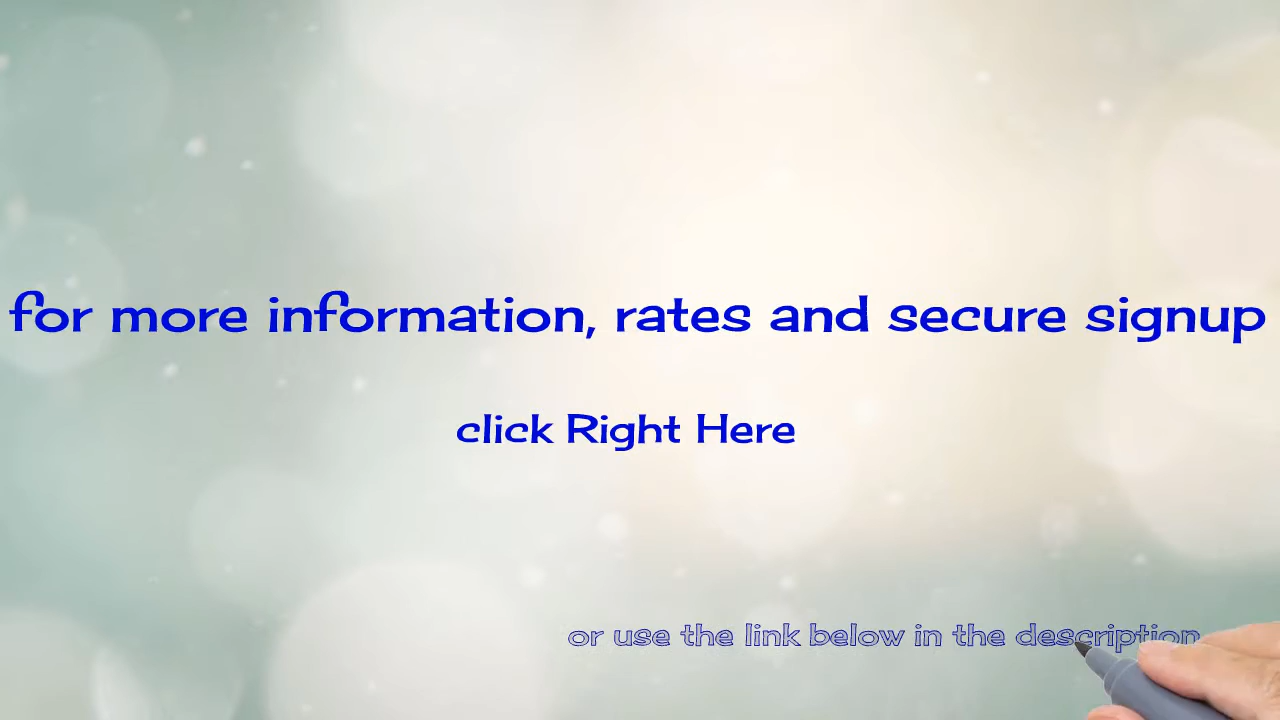 for more information, rates and secure signup
click Right Here
or use the link below in the description